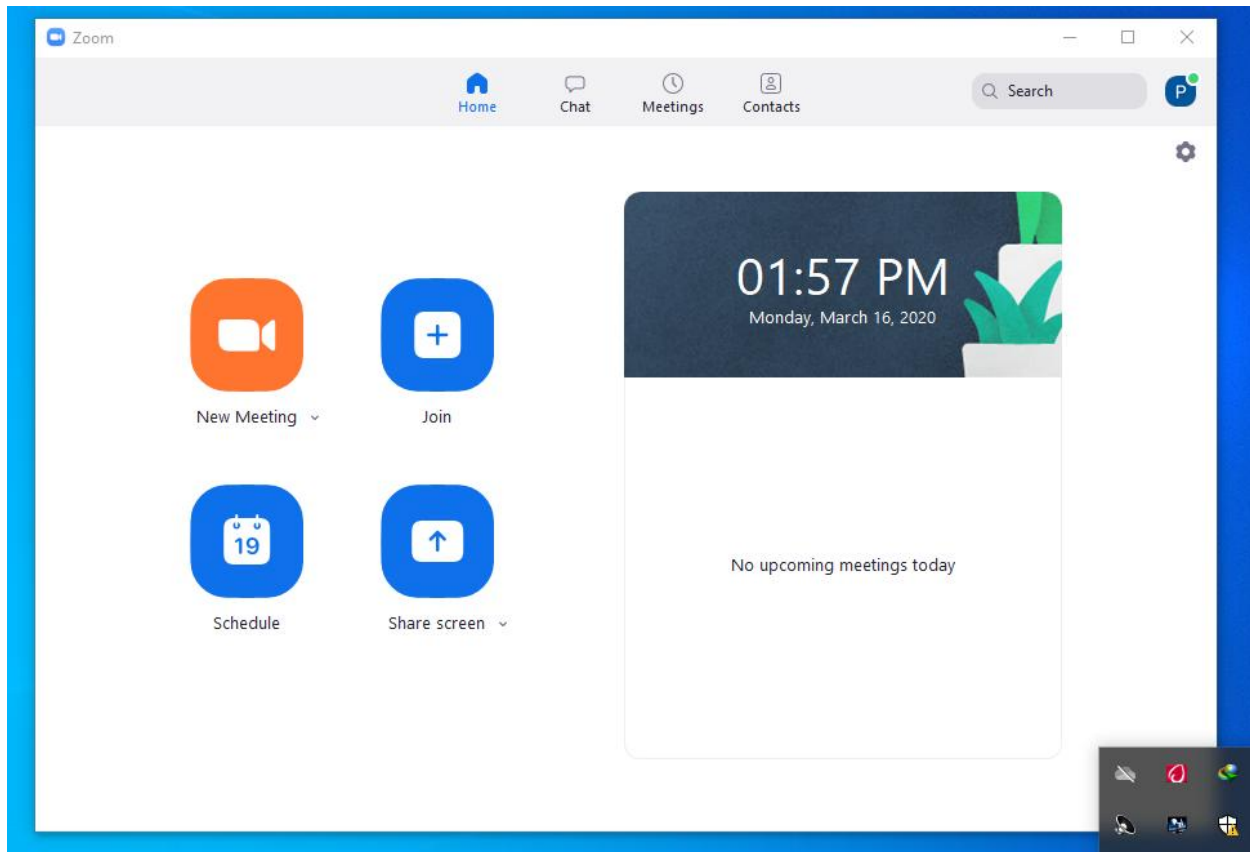 Zoom
Home
Chat
Meetings
Contacts
Search
P
01:57 PM
Monday, March 16, 2020
New Meeting
Join
19
Schedule
Share screen
No upcoming meetings today